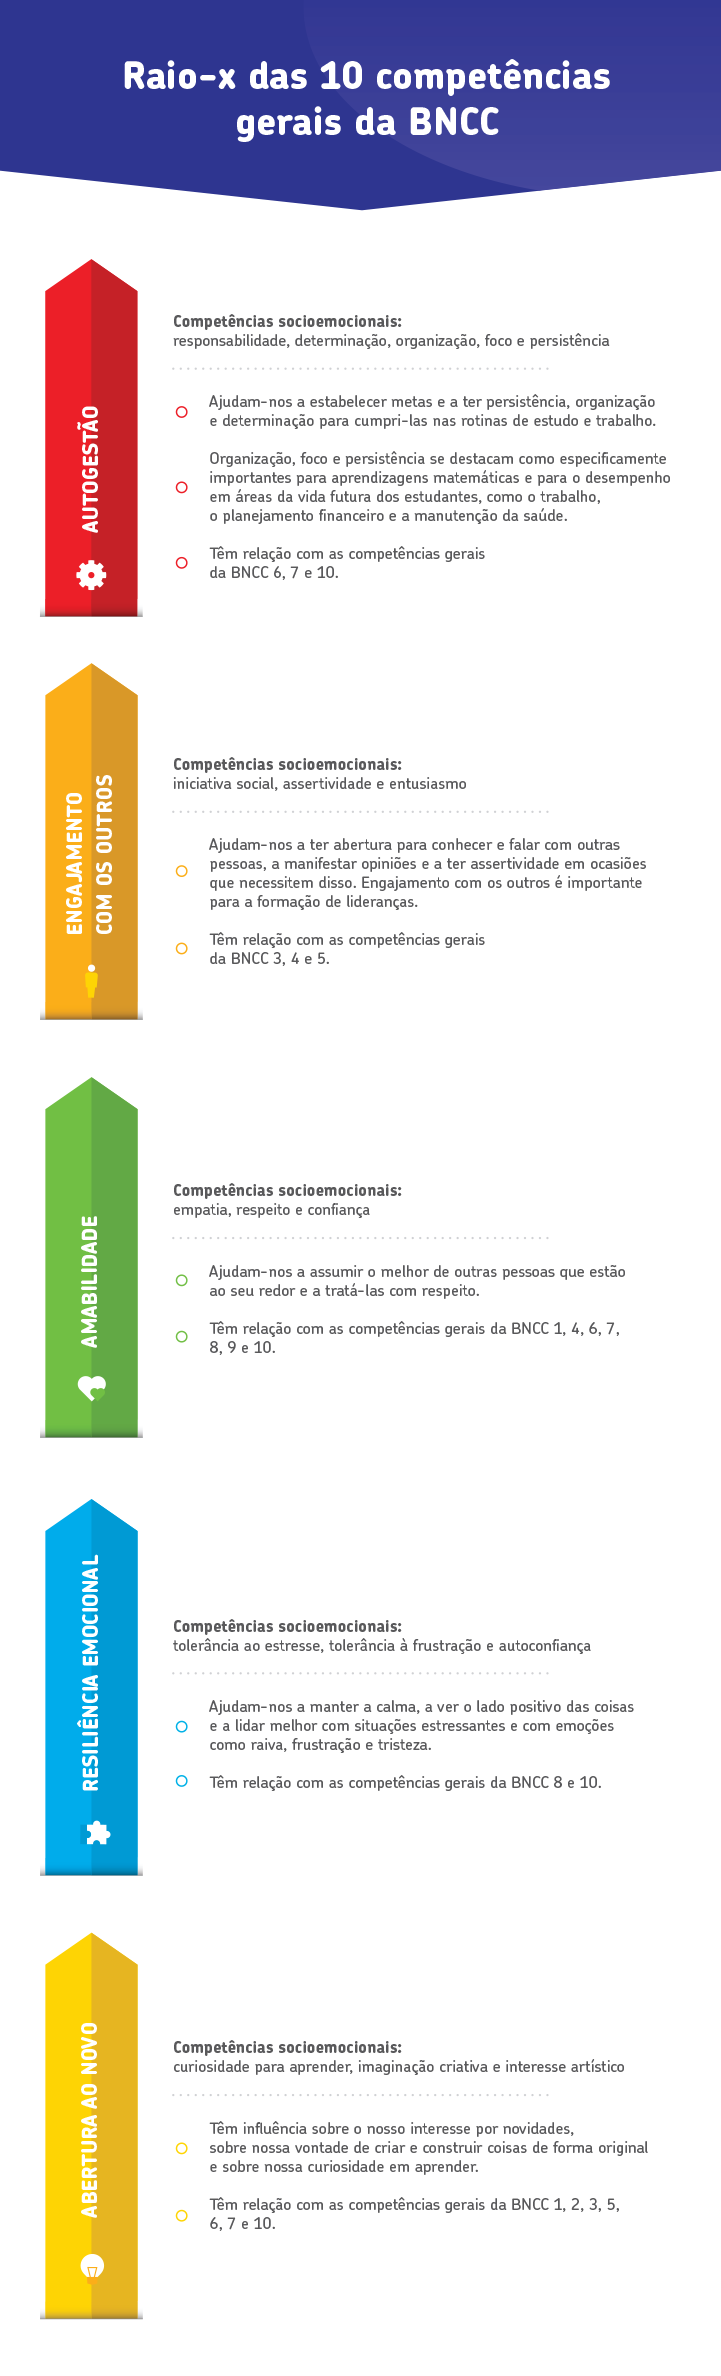 Raio-x das 10 competências
gerais da BNCC
AUTOGESTÃO
Competências socioemocionais:
responsabilidade, determinação, organização, foco e persistência
Ajudam-nos a estabelecer metas e a ter persistência, organização
e determinação para cumpri-las nas rotinas de estudo e trabalho.
Organização, foco e persistência se destacam como especificamente
importantes para aprendizagens matemáticas e para o desempenho
em áreas da vida futura dos estudantes, como o trabalho,
o planejamento financeiro e a manutenção da saúde.
Têm relação com as competências gerais
da BNCC 6, 7 e 10.
ENGAJAMENTO
COM OS OUTROS
Competências socioemocionais:
iniciativa social, assertividade e entusiasmo
Ajudam-nos a ter abertura para conhecer e falar com outras
pessoas, a manifestar opiniões e a ter assertividade em ocasiões
que necessitem disso. Engajamento com os outros é importante
para a formação de lideranças.
Têm relação com as competências gerais
da BNCC 3, 4 e 5.
AMABILIDADE
Competências socioemocionais:
empatia, respeito e confiança
Ajudam-nos a assumir o melhor de outras pessoas que estão
ao seu redor e a tratá-las com respeito.
Têm relação com as competências gerais da BNCC 1, 4, 6, 7,
8, 9 e 10.
RESILIÊNCIA EMOCIONAL
Competências socioemocionais:
tolerância ao estresse, tolerância à frustração e autoconfiança
Ajudam-nos a manter a calma, a ver o lado positivo das coisas
e a lidar melhor com situações estressantes e com emoções
como raiva, frustração e tristeza.
Têm relação com as competências gerais da BNCC 8 e 10.
ABERTURA AO NOVO
Competências socioemocionais:
curiosidade para aprender, imaginação criativa e interesse artístico
Têm influência sobre o nosso interesse por novidades,
sobre nossa vontade de criar e construir coisas de forma original
e sobre nossa curiosidade em aprender.
Têm relação com as competências gerais da BNCC 1, 2, 3, 5,
6, 7 e 10.